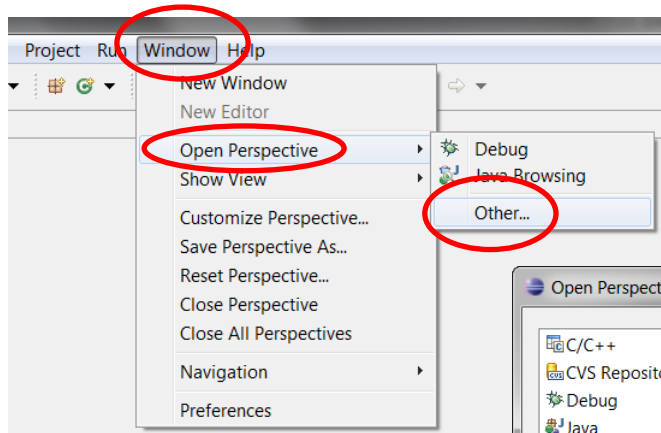 Project Run Window Help
New Window
New Editor
Open Perspective
Show View
Customize Perspective...
Save Perspective As...
Reset Perspective...
Close Perspective
Close All Perspectives
Navigation
Preferences
Debug
Java Browsing
Other...
Open Perspect
C/C++
CVS Reposito
Debug
Java